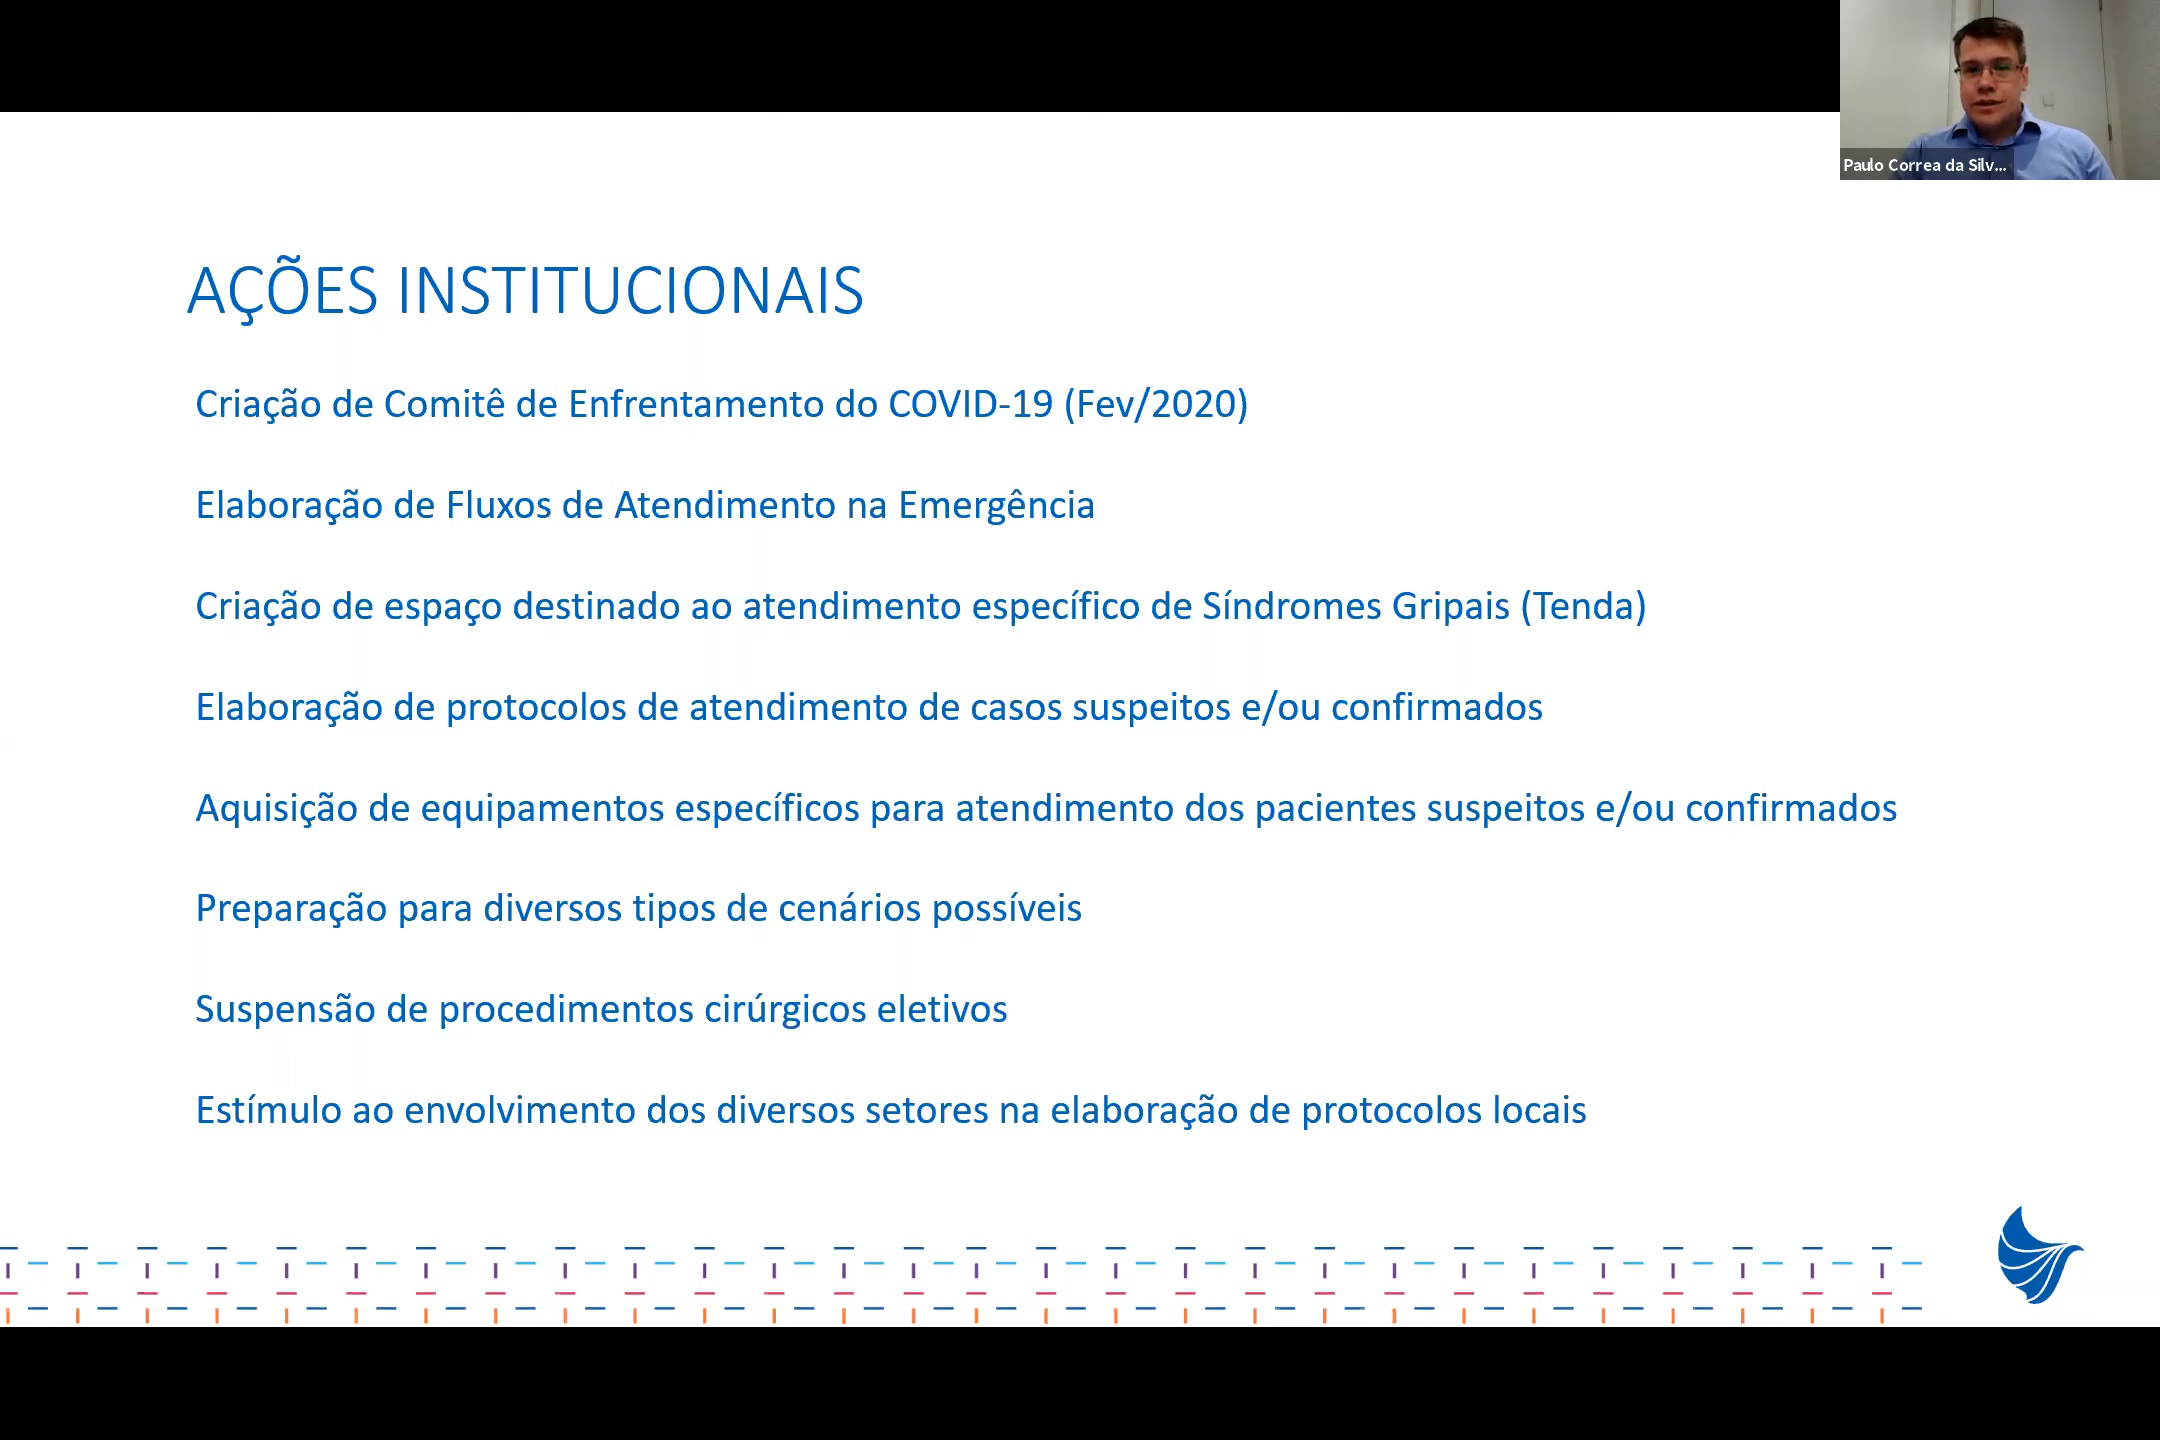 Paulo Correa da Silv...
AÇÕES INSTITUCIONAIS
Criação de Comitê de Enfrentamento do COVID-19 (Fev/2020)
Elaboração de Fluxos de Atendimento na Emergência
Criação de espaço destinado ao atendimento específico de Síndromes Gripais (Tenda)
Elaboração de protocolos de atendimento de casos suspeitos e/ou confirmados
Aquisição de equipamentos específicos para atendimento dos pacientes suspeitos e/ou confirmados
Preparação para diversos tipos de cenários possíveis
Suspensão de procedimentos cirúrgicos eletivos
Estímulo ao envolvimento dos diversos setores na elaboração de protocolos locais